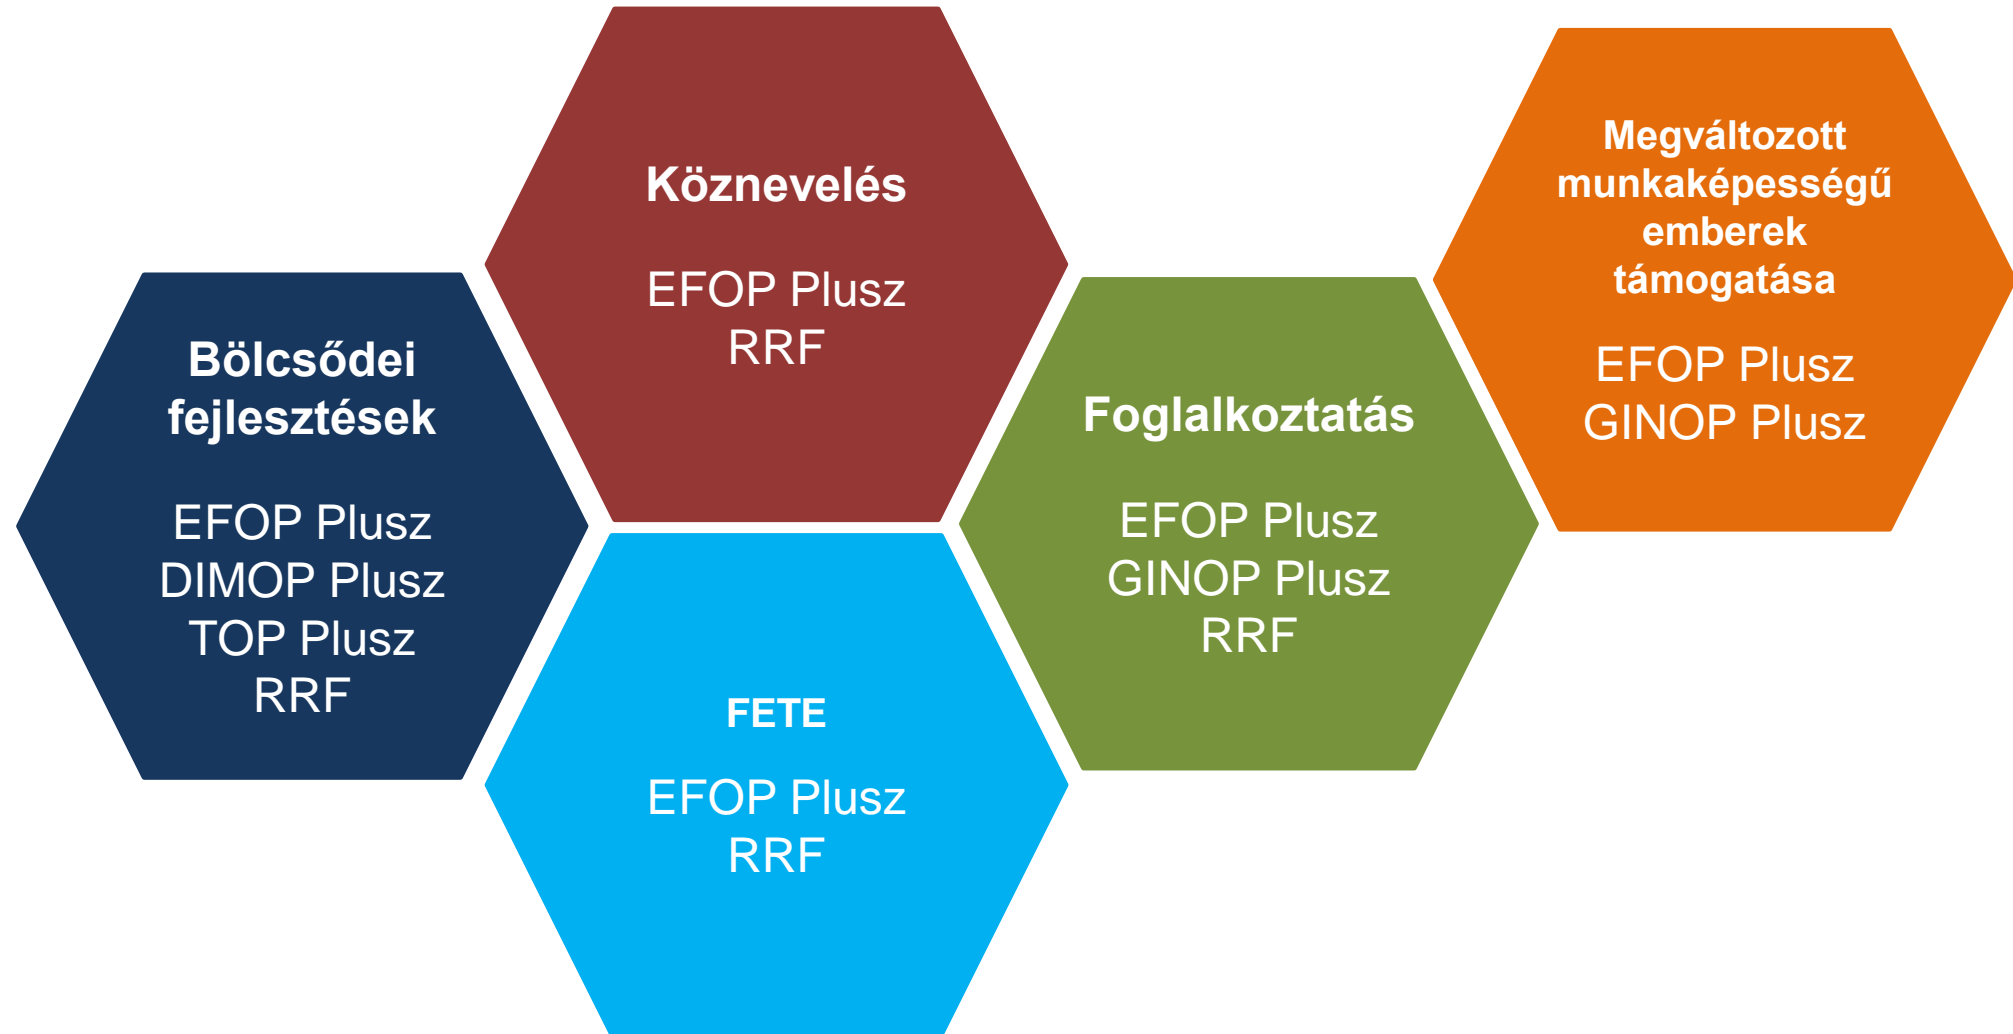 Bölcsődei
fejlesztések
EFOP Plusz
DIMOP Plusz
TOP Plusz
RRF
Köznevelés
EFOP Plusz
RRF
FETE
EFOP Plusz
RRF
Foglalkoztatás
EFOP Plusz
GINOP Plusz
RRF
Megváltozott
munkaképességű
emberek
támogatása
EFOP Plusz
GINOP Plusz